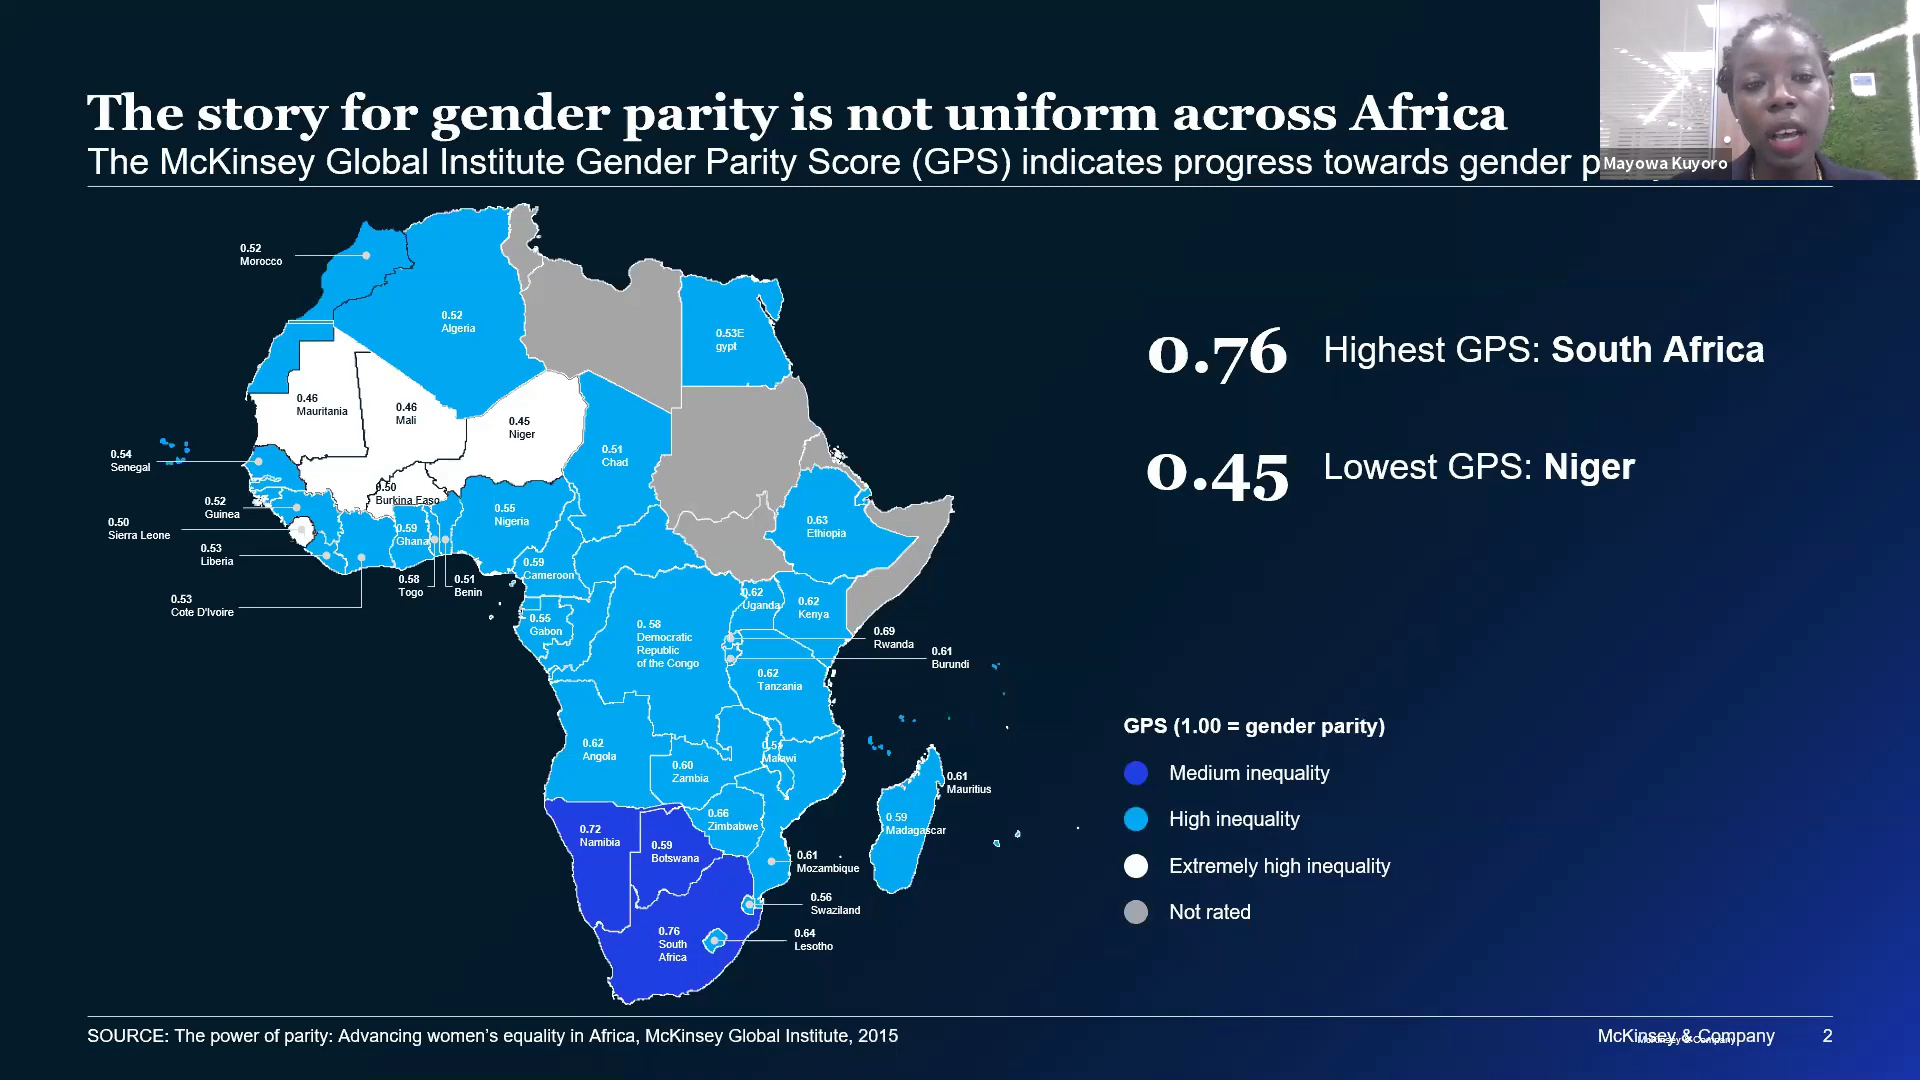 The story for gender parity is not uniform across Africa
The McKinsey Global Institute Gender Parity Score (GPS) indicates progress towards gender p
Mayowa Kuyoro
0.52
Morocco
0.52
Algeria
0.53E
gypt
0.46
Mauritania
0.46
Mali
0.45
Niger
0.51
Chad
0.54
Senegal
0.52
Guinea
0.50
Sierra Leone
0.53
Liberia
0.53
Cote D'Ivoire
0.50
Burkina Faso
0.59
Ghana
0.58
Togo
0.51
Benin
0.55
Nigeria
0.59
Cameroon
0.55
Gabon
0.63
Ethiopia
0.62
Uganda
0.62
Kenya
0. 58
Democratic
Republic
of the Congo
0.69
Rwanda
0.61
Burundi
0.62
Tanzania
0.62
Angola
0.60
Zambia
Malawi
0.61
Mauritius
0.59
Madagascar
0.66
Zimbabwe
0.72
Namibia
0.59
Botswana
0.61
Mozambique
0.56
Swaziland
0.64
Lesotho
0.76
South
Africa
0.76 Highest GPS: South Africa
0.45 Lowest GPS: Niger
GPS (1.00 = gender parity)
Medium inequality
High inequality
Extremely high inequality
Not rated
SOURCE: The power of parity: Advancing women's equality in Africa, McKinsey Global Institute, 2015
McKinsey & Company 2
McKinsey & Company